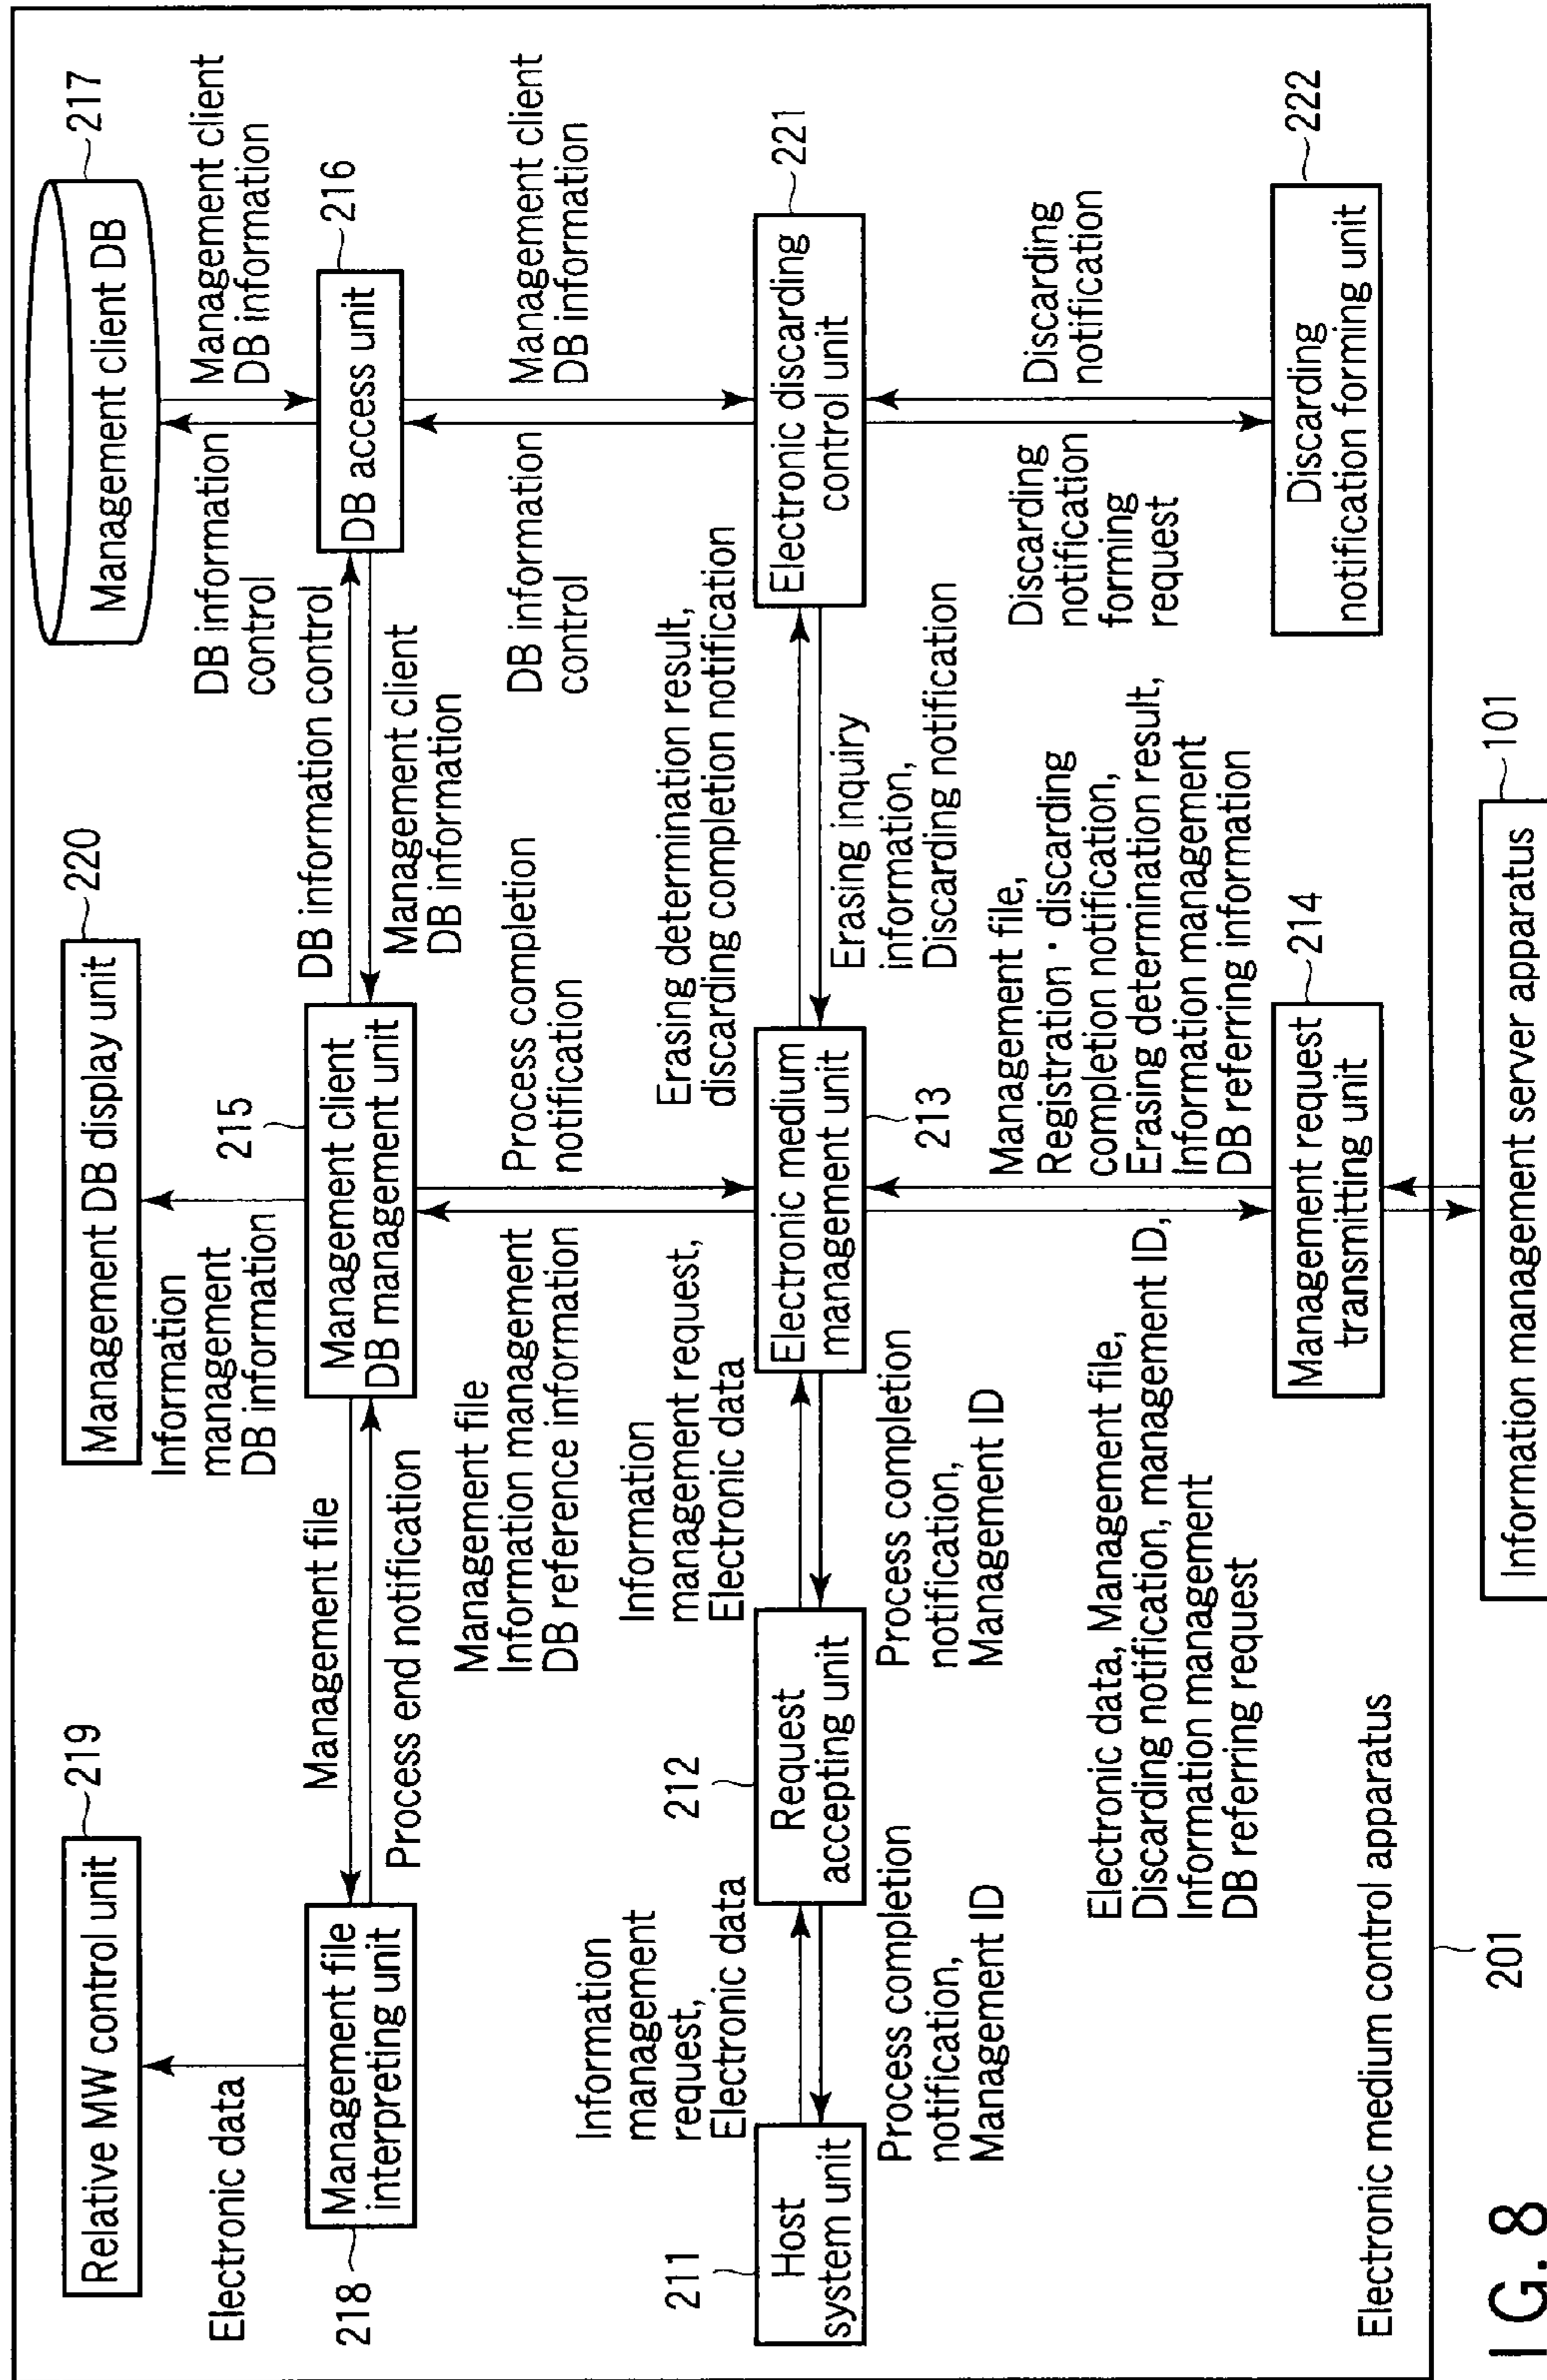 Relative MW control unit
219
Management DB display unit
220
Management client DB
217
Electronic data
Information
management
DB information
DB information
control
Management client
DB information
218
Management file
interpreting unit
Management file
Process end notification
215
Management client
DB management unit
DB information control
Management client
DB information
DB access unit
216
Management file
Information management
DB reference information
Process completion
notification
DB information
control
Management client
DB information
Information
management
request,
Electronic data
Information
management request,
Electronic data
Erasing determination result,
discarding completion notification
211
Host
system unit
212
Request
accepting unit
Electronic medium
management unit
213
Electronic discarding
control unit
221
Process completion
notification,
Management ID
Process completion
notification,
Management ID
Erasing inquiry
information,
Discarding notification
Electronic data, Management file,
Discarding notification, management ID,
Information management
DB referring request
Management file,
Registration · discarding
completion notification,
Erasing determination result,
Information management
DB referring information
Discarding
notification
forming
request
Discarding
notification
Management request
transmitting unit
214
Discarding
notification forming unit
222
Electronic medium control apparatus
201
Information management server apparatus
101
IG. 8